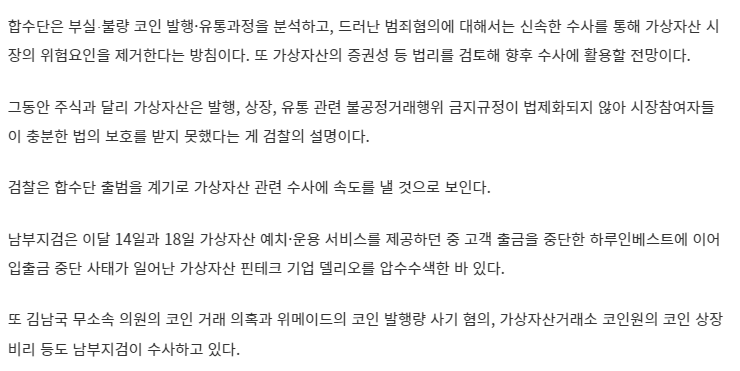 합수단은 부실·불량 코인 발행·유통과정을 분석하고, 드러난 범죄혐의에 대해서는 신속한 수사를 통해 가상자산 시
장의 위험요인을 제거한다는 방침이다. 또 가상자산의 증권성 등 법리를 검토해 향후 수사에 활용할 전망이다.
그동안 주식과 달리 가상자산은 발행, 상장, 유통 관련 불공정거래행위 금지규정이 법제화되지 않아 시장참여자들
이 충분한 법의 보호를 받지 못했다는 게 검찰의 설명이다.
검찰은 합수단 출범을 계기로 가상자산 관련 수사에 속도를 낼 것으로 보인다.
남부지검은 이달 14일과 18일 가상자산 예치·운용 서비스를 제공하던 중 고객 출금을 중단한 하루인베스트에 이어
입출금 중단 사태가 일어난 가상자산 핀테크 기업 델리오를 압수수색한 바 있다.
또 김남국 무소속 의원의 코인 거래 의혹과 위메이드의 코인 발행량 사기 혐의, 가상자산거래소 코인원의 코인 상장
비리 등도 남부지검이 수사하고 있다.